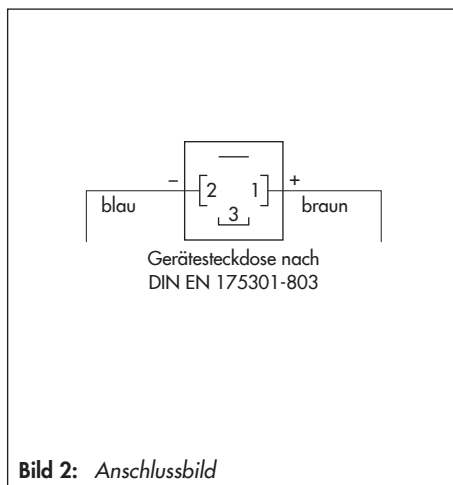 – +
2 1
blau braun
3
Gerätesteckdose nach
DIN EN 175301-803
Bild 2: Anschlussbild